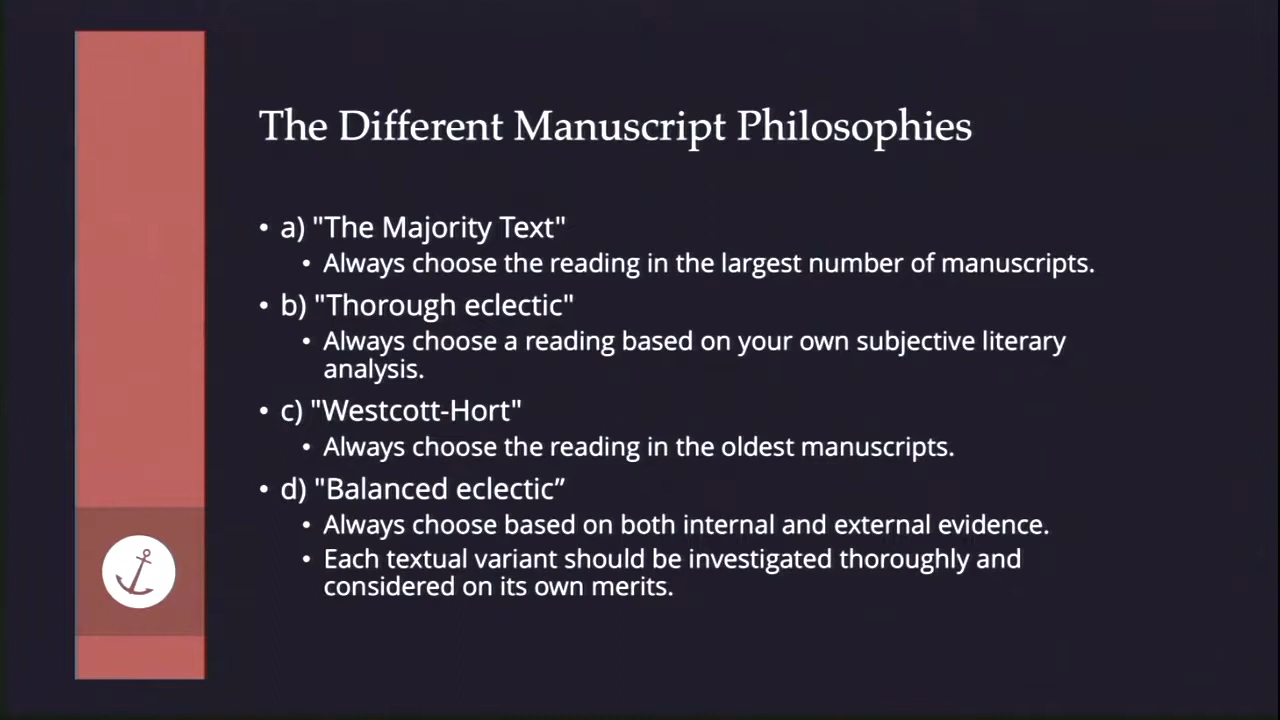 The Different Manuscript Philosophies
• a) "The Majority Text"
• Always choose the reading in the largest number of manuscripts.
• b) "Thorough eclectic"
• Always choose a reading based on your own subjective literary
analysis.
• c) "Westcott-Hort"
• Always choose the reading in the oldest manuscripts.
• d) "Balanced eclectic”
• Always choose based on both internal and external evidence.
• Each textual variant should be investigated thoroughly and
considered on its own merits.